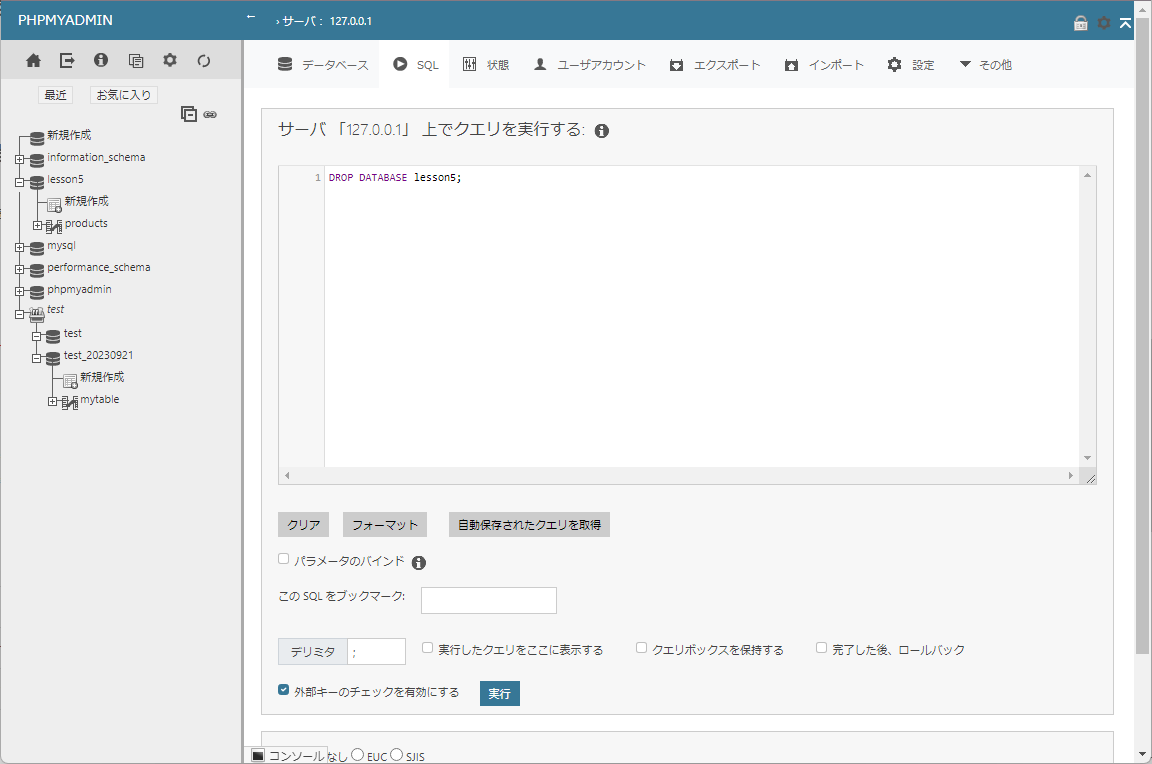 PHPMYADMIN
← › サーバ : 127.0.0.1
データベース SQL 状態 ユーザアカウント エクスポート インポート 設定 その他
最近 お気に入り
新規作成
information_schema
lesson5
新規作成
products
mysql
performance_schema
phpmyadmin
test
test
test_20230921
新規作成
mytable
サーバ 「127.0.0.1」 上でクエリを実行する:
1 DROP DATABASE lesson5;
クリア フォーマット 自動保存されたクエリを取得
パラメータのバインド
この SQL をブックマーク:
デリミタ ; 実行したクエリをここに表示する クエリボックスを保持する 完了した後、ロールバック
外部キーのチェックを有効にする 実行
コンソール なし EUC SJIS